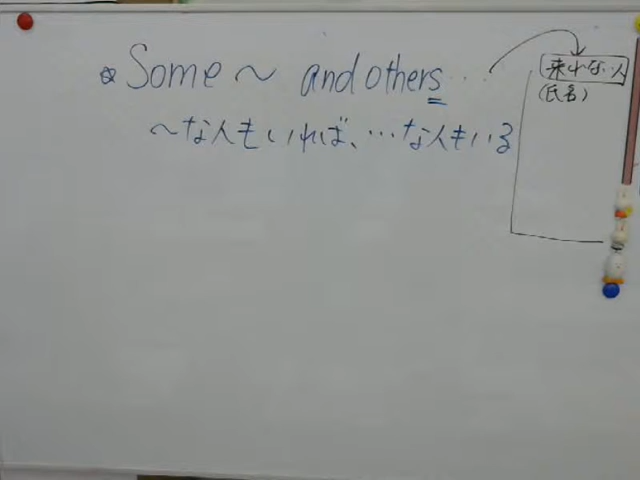 ☆ Some ～ and others …
～な人もいれば、…な人もいる
来れない人
(氏名)